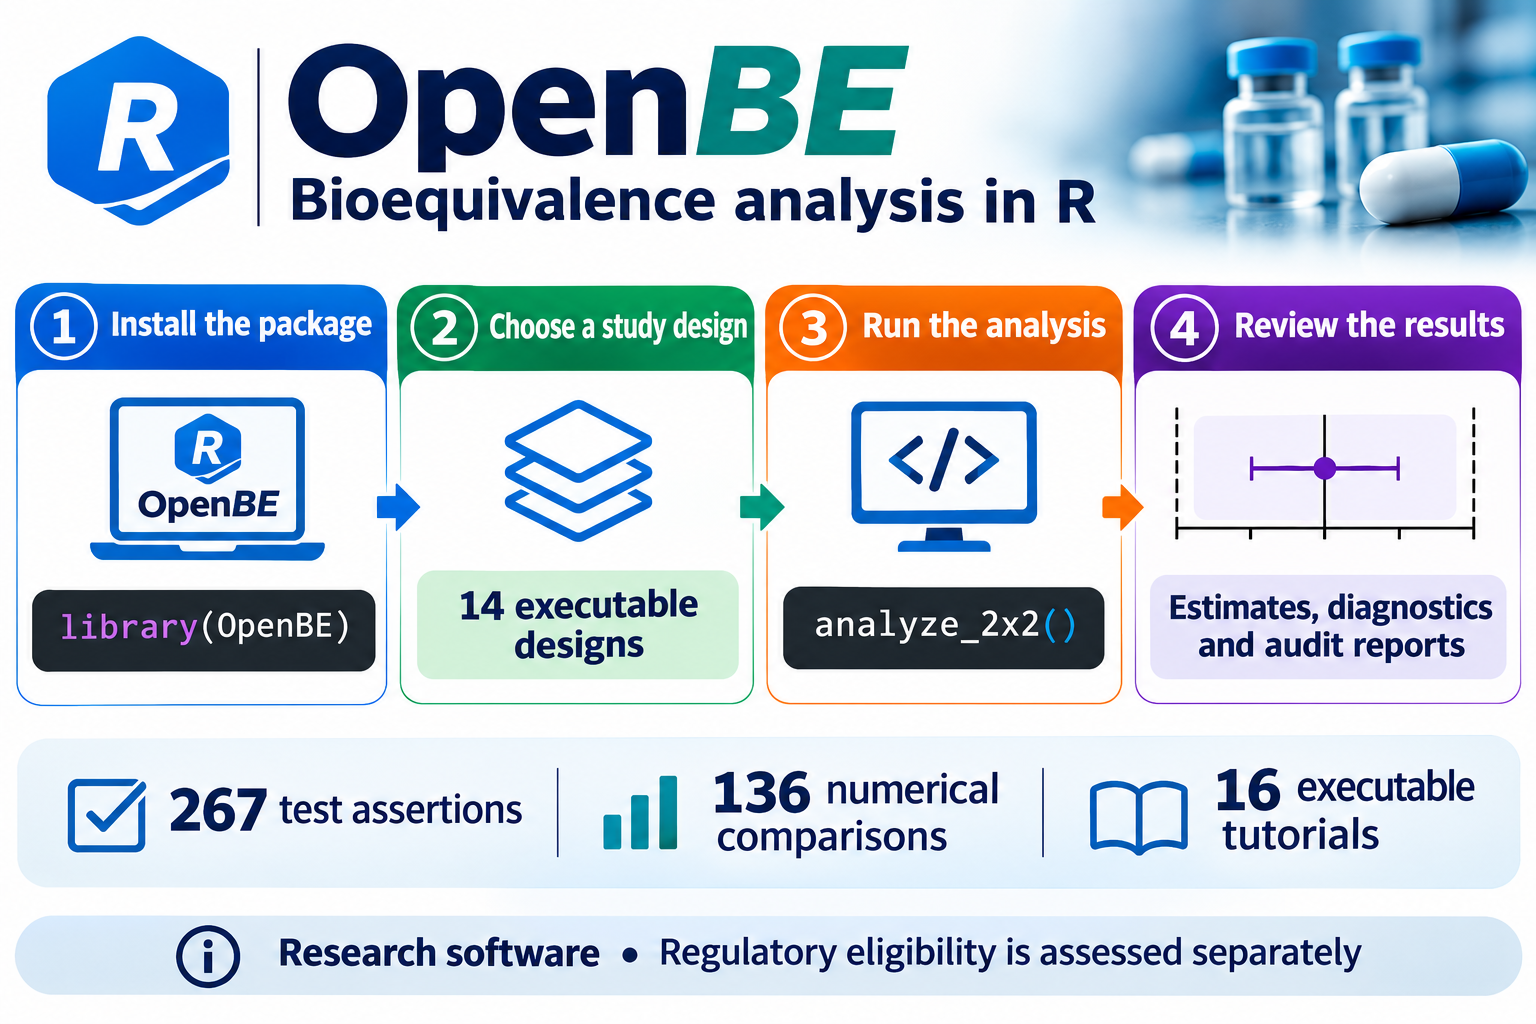 R
OpenBE
Bioequivalence analysis in R
1 Install the package
R
OpenBE
library(OpenBE)
2 Choose a study design
14 executable
designs
3 Run the analysis
</>
analyze_2x2()
4 Review the results
Estimates, diagnostics
and audit reports
267 test assertions
136 numerical
comparisons
16 executable
tutorials
i Research software • Regulatory eligibility is assessed separately